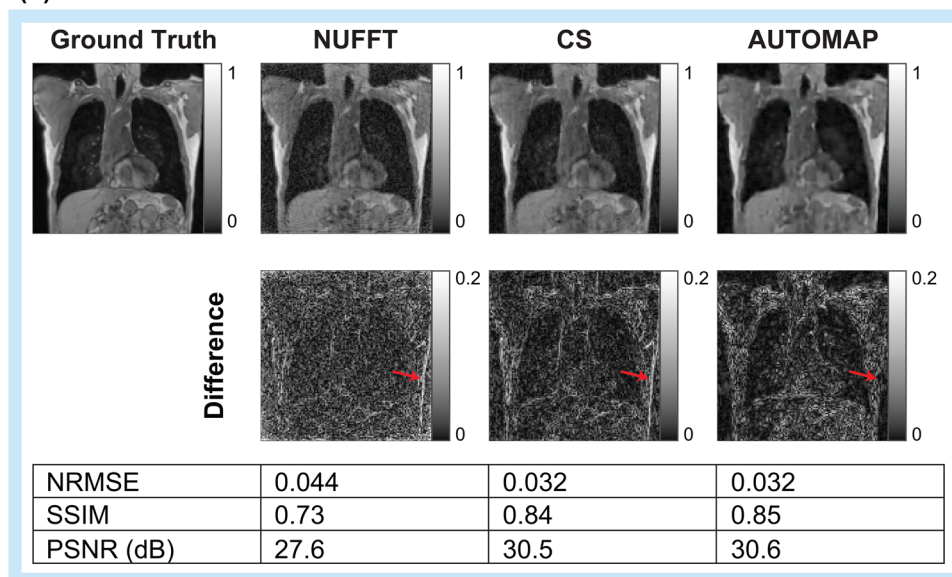 Ground Truth NUFFT CS AUTOMAP
1 1 1 1
0 0 0 0
Difference
0.2 0.2 0.2
0 0 0
NRMSE 0.044 0.032 0.032
SSIM 0.73 0.84 0.85
PSNR (dB) 27.6 30.5 30.6